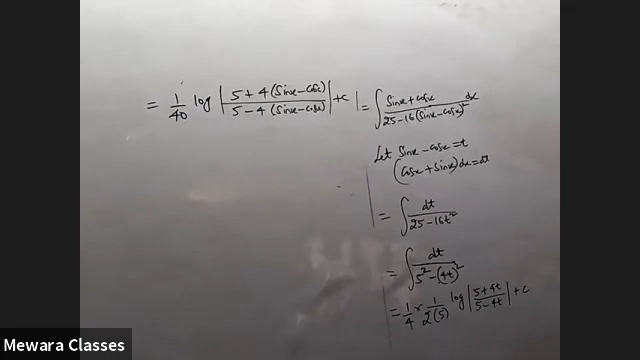 = 1/40 log |5+4(Sinx-Cosx)/5-4(Sinx-Cosx)|+c
= ∫ Sinx+Cosx/25-16(Sinx-Cosx)² dx
Let Sinx-Cosx=t
(Cosx+Sinx)dx=dt
= ∫ dt/25-16t²
= ∫ dt/5²-(4t)²
= 1/4 × 1/2(5) log |5+4t/5-4t|+c
Mewara Classes